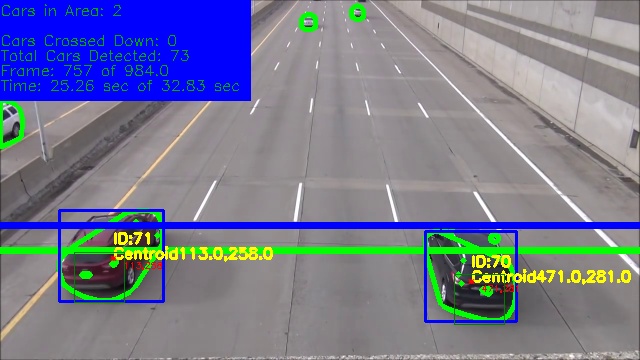 Cars in Area: 2
Cars Crossed Down: 0
Total Cars Detected: 73
Frame: 757 of 984.0
Time: 25.26 sec of 32.83 sec
ID:71
Centroid113.0,258.0
ID:70
Centroid471.0,281.0